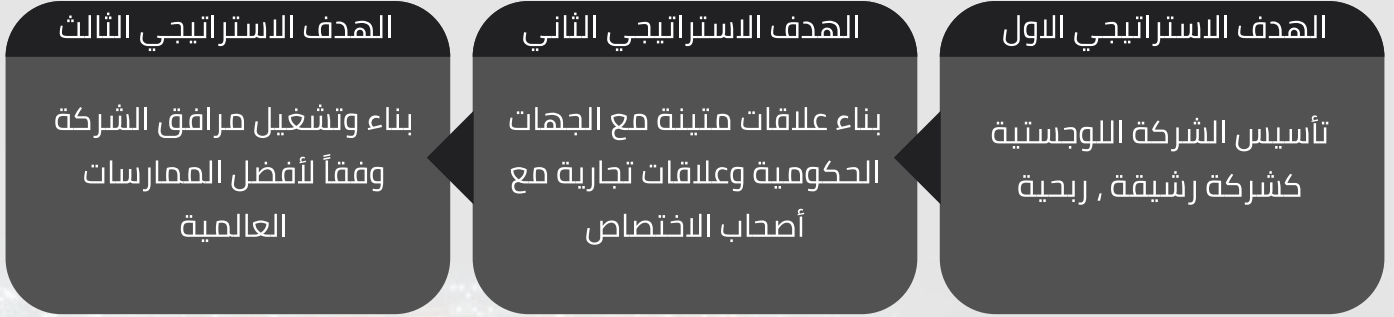 الهدف الاستراتيجي الاول
تأسيس الشركة اللوجستية
كشركة رشيقة , ربحية
الهدف الاستراتيجي الثاني
بناء علاقات متينة مع الجهات
الحكومية وعلاقات تجارية مع
أصحاب الاختصاص
الهدف الاستراتيجي الثالث
بناء وتشغيل مرافق الشركة
وفقاً لأفضل الممارسات
العالمية